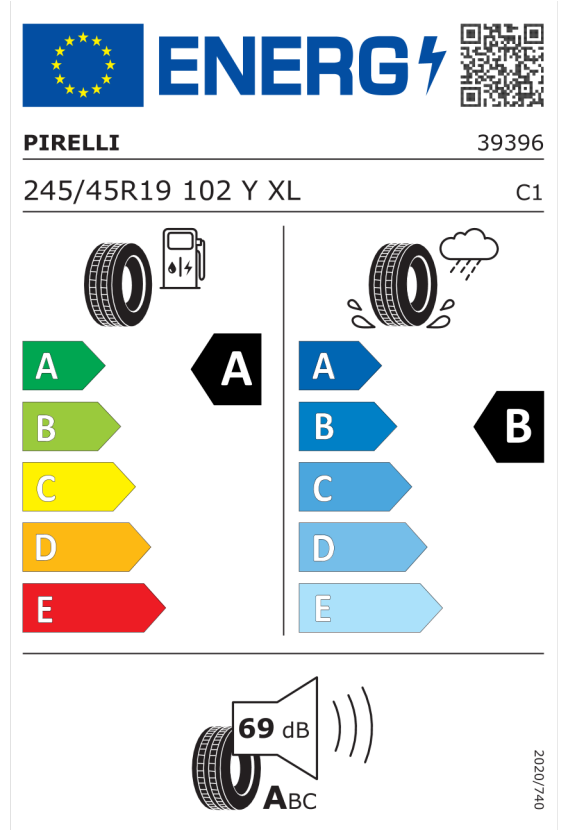 ENERG
PIRELLI 39396
245/45R19 102 Y XL C1
A A A
B B B
C C
D D
E E
69 dB
ABC
2020/740